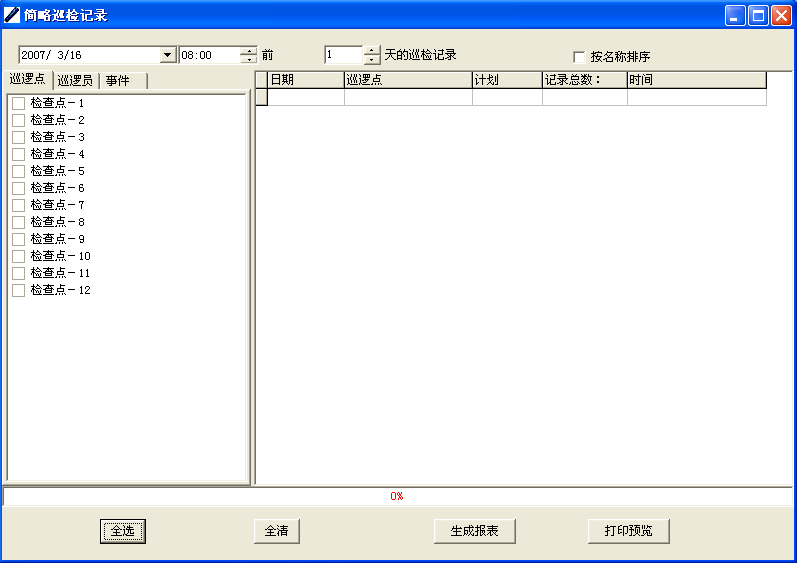 简略巡检记录
2007/ 3/16 08:00 前 1 天的巡检记录 按名称排序
巡逻点 巡逻员 事件
日期 巡逻点 计划 记录总数： 时间
检查点－1
检查点－2
检查点－3
检查点－4
检查点－5
检查点－6
检查点－7
检查点－8
检查点－9
检查点－10
检查点－11
检查点－12
0%
全选 全清 生成报表 打印预览